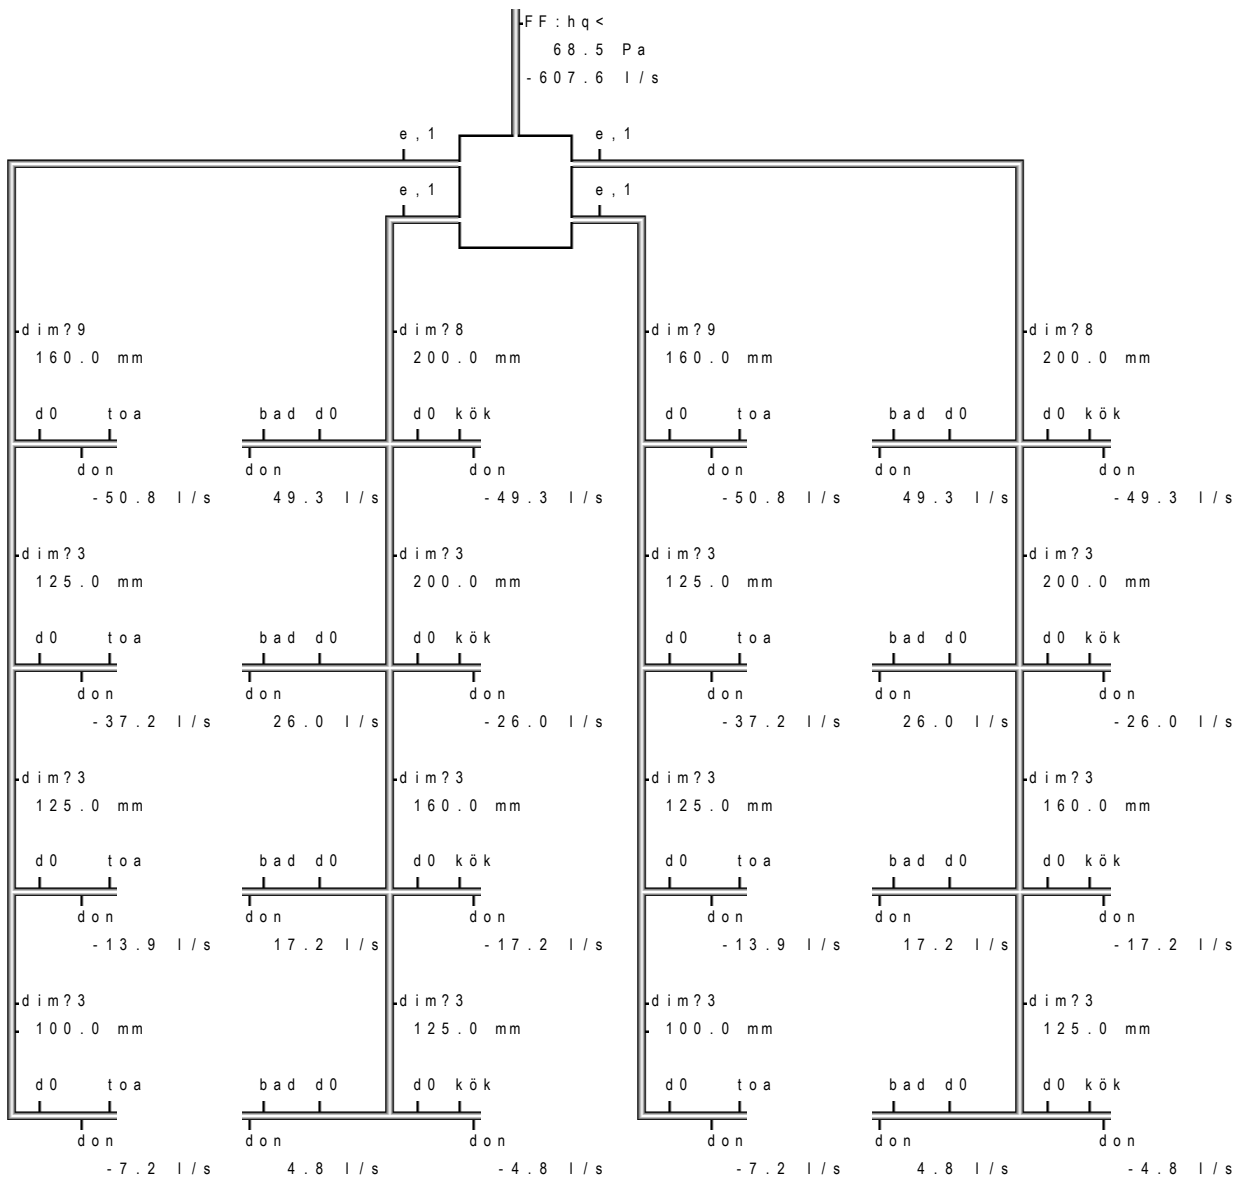 FF:hq<
68.5 Pa
-607.6 l/s
e,1 e,1
e,1 e,1
dim?9 dim?8 dim?9 dim?8
160.0 mm 200.0 mm 160.0 mm 200.0 mm
d0 toa bad d0 d0 kök d0 toa bad d0 d0 kök
don don don don don don
-50.8 l/s 49.3 l/s -49.3 l/s -50.8 l/s 49.3 l/s -49.3 l/s
dim?3 dim?3 dim?3 dim?3
125.0 mm 200.0 mm 125.0 mm 200.0 mm
d0 toa bad d0 d0 kök d0 toa bad d0 d0 kök
don don don don don don
-37.2 l/s 26.0 l/s -26.0 l/s -37.2 l/s 26.0 l/s -26.0 l/s
dim?3 dim?3 dim?3 dim?3
125.0 mm 160.0 mm 125.0 mm 160.0 mm
d0 toa bad d0 d0 kök d0 toa bad d0 d0 kök
don don don don don don
-13.9 l/s 17.2 l/s -17.2 l/s -13.9 l/s 17.2 l/s -17.2 l/s
dim?3 dim?3 dim?3 dim?3
100.0 mm 125.0 mm 100.0 mm 125.0 mm
d0 toa bad d0 d0 kök d0 toa bad d0 d0 kök
don don don don don don
-7.2 l/s 4.8 l/s -4.8 l/s -7.2 l/s 4.8 l/s -4.8 l/s